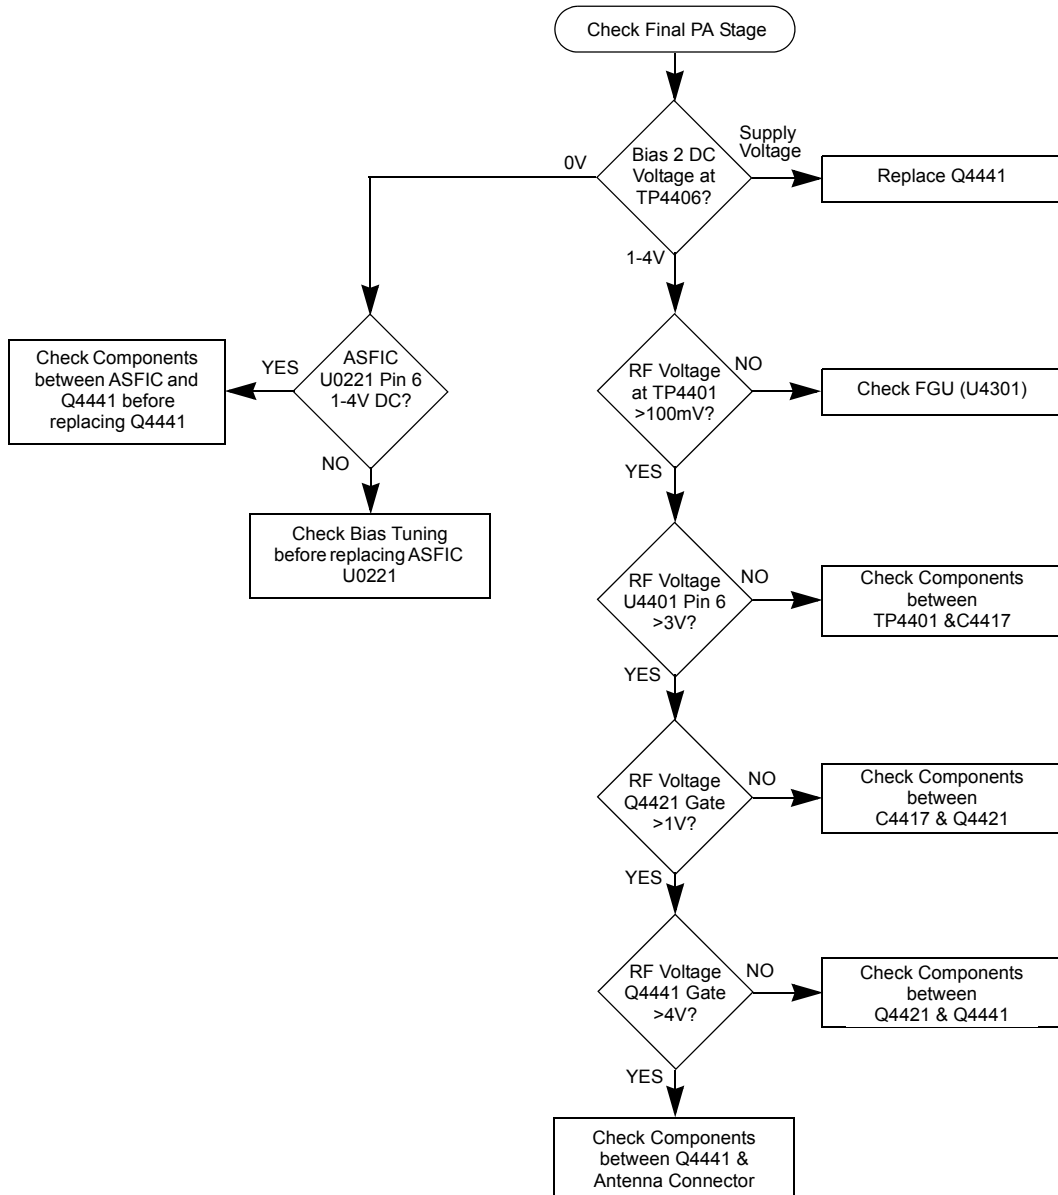 Check Final PA Stage
Bias 2 DC
Voltage at
TP4406?
0V
Supply
Voltage
Replace Q4441
1-4V
ASFIC
U0221 Pin 6
1-4V DC?
YES
Check Components
between ASFIC and
Q4441 before
replacing Q4441
NO
Check Bias Tuning
before replacing ASFIC
U0221
RF Voltage
at TP4401
>100mV?
NO
Check FGU (U4301)
YES
RF Voltage
U4401 Pin 6
>3V?
NO
Check Components
between
TP4401 &C4417
YES
RF Voltage
Q4421 Gate
>1V?
NO
Check Components
between
C4417 & Q4421
YES
RF Voltage
Q4441 Gate
>4V?
NO
Check Components
between
Q4421 & Q4441
YES
Check Components
between Q4441 &
Antenna Connector